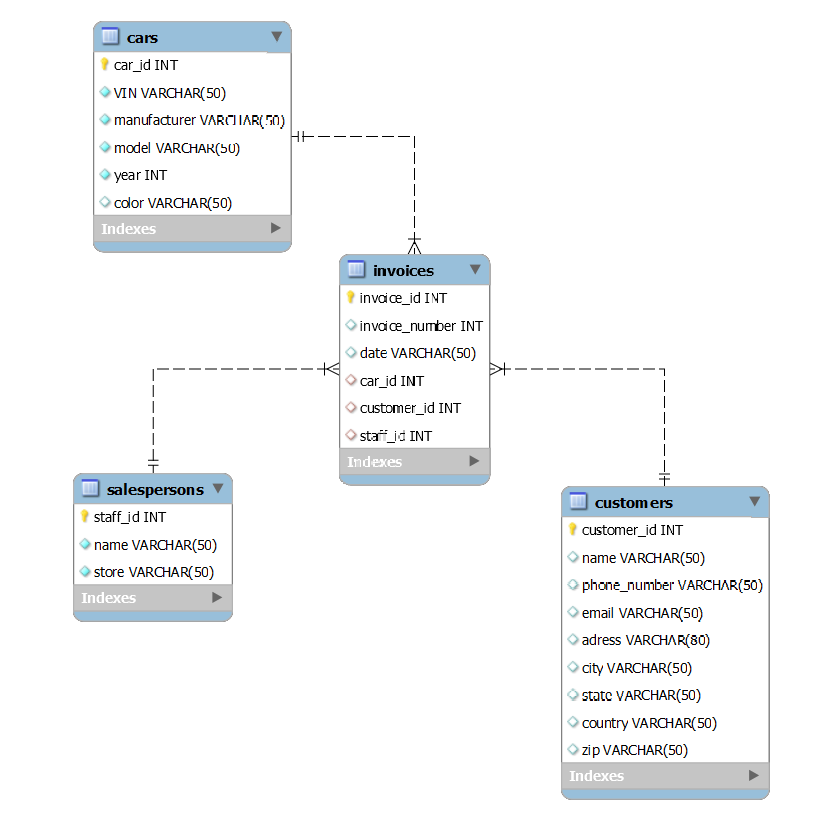 cars
car_id INT
VIN VARCHAR(50)
manufacturer VARCHAR(50)
model VARCHAR(50)
year INT
color VARCHAR(50)
Indexes
invoices
invoice_id INT
invoice_number INT
date VARCHAR(50)
car_id INT
customer_id INT
staff_id INT
Indexes
salespersons
staff_id INT
name VARCHAR(50)
store VARCHAR(50)
Indexes
customers
customer_id INT
name VARCHAR(50)
phone_number VARCHAR(50)
email VARCHAR(50)
adress VARCHAR(80)
city VARCHAR(50)
state VARCHAR(50)
country VARCHAR(50)
zip VARCHAR(50)
Indexes